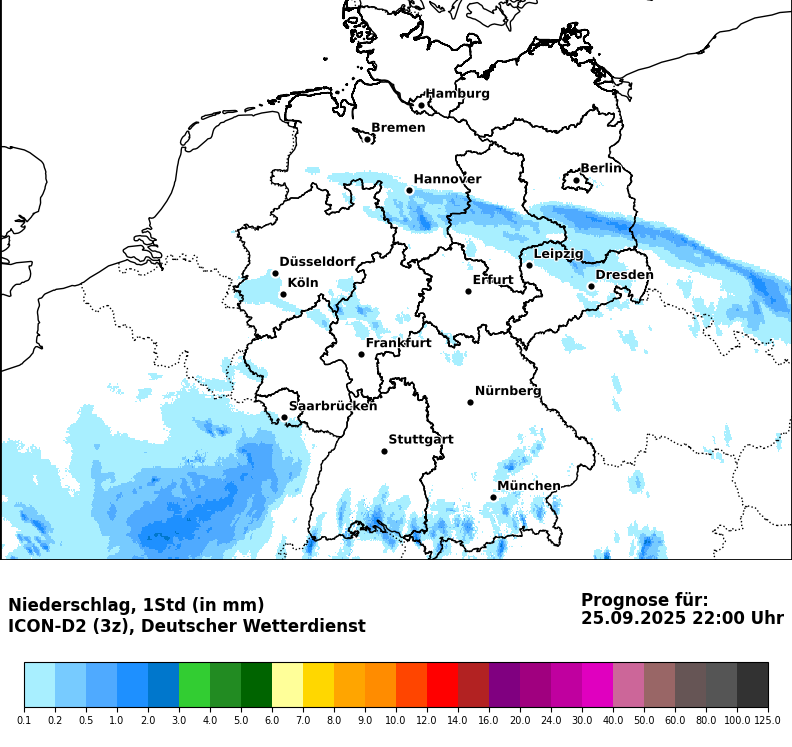 Hamburg
Bremen
Berlin
Hannover
Leipzig
Düsseldorf
Dresden
Köln
Erfurt
Frankfurt
Nürnberg
Saarbrücken
Stuttgart
München
Niederschlag, 1Std (in mm)
ICON-D2 (3z), Deutscher Wetterdienst
Prognose für:
25.09.2025 22:00 Uhr
0.1 0.2 0.5 1.0 2.0 3.0 4.0 5.0 6.0 7.0 8.0 9.0 10.0 12.0 14.0 16.0 20.0 24.0 30.0 40.0 50.0 60.0 80.0 100.0 125.0